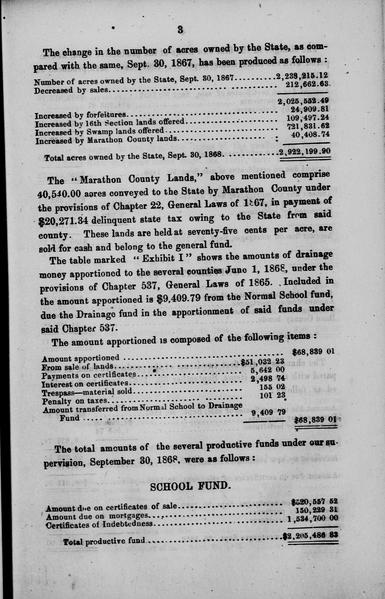 3
The change in the number of acres owned by the State, as com-
pared with the same, Sept. 30, 1867, has been produced as follows:
Number of acres owned by the State, Sept. 30, 1867..........2,238,215.12
Decreased by sales.................................... 212,662.63
2,025,552.49
Increased by forfeitures................................ 24,909.81
Increased by 16th Section lands offered.................. 109,497.24
Increased by Swamp lands offered........................ 721,831.62
Increased by Marathon County lands.................. : 40,408.74
Total acres owned by the State, Sept. 30, 1868..........2,922,199.90
The "Marathon County Lands," above mentioned comprise
40,540.00 acres conveyed to the State by Marathon County under
the provisions of Chapter 22, General Laws of 1867, in payment of
$20,271.34 delinquent state tax owing to the State from said
county. These lands are held at seventy-five cents per acre, are
sold for cash and belong to the general fund.
The table marked "Exhibit I" shows the amounts of drainage
money apportioned to the several counties June 1, 1868, under the
provisions of Chapter 537, General Laws of 1865. Included in
the amount apportioned is $9,409.79 from the Normal School fund,
due the Drainage fund in the apportionment of said funds under
said Chapter 537.
The amount apportioned is composed of the following items:
Amount apportioned................................ $68,839 01
From sale of lands....................$51,032 23
Payments on certificates................ 5,642 00
Interest on certificates.................. 2,498 74
Trespass—material sold.................. 155 02
Penalty on taxes........................ 101 23
Amount transferred from Normal School to Drainage
Fund.............................. 9,409 79
$68,839 01
The total amounts of the several productive funds under our su-
pervision, September 30, 1868, were as follows:
SCHOOL FUND.
Amount due on certificates of sale.................... $520,557 52
Amount due on mortgages............................ 150,229 31
Certificates of Indebtedness.......................... 1,534,700 00
Total productive fund..............................$2,205,486 83